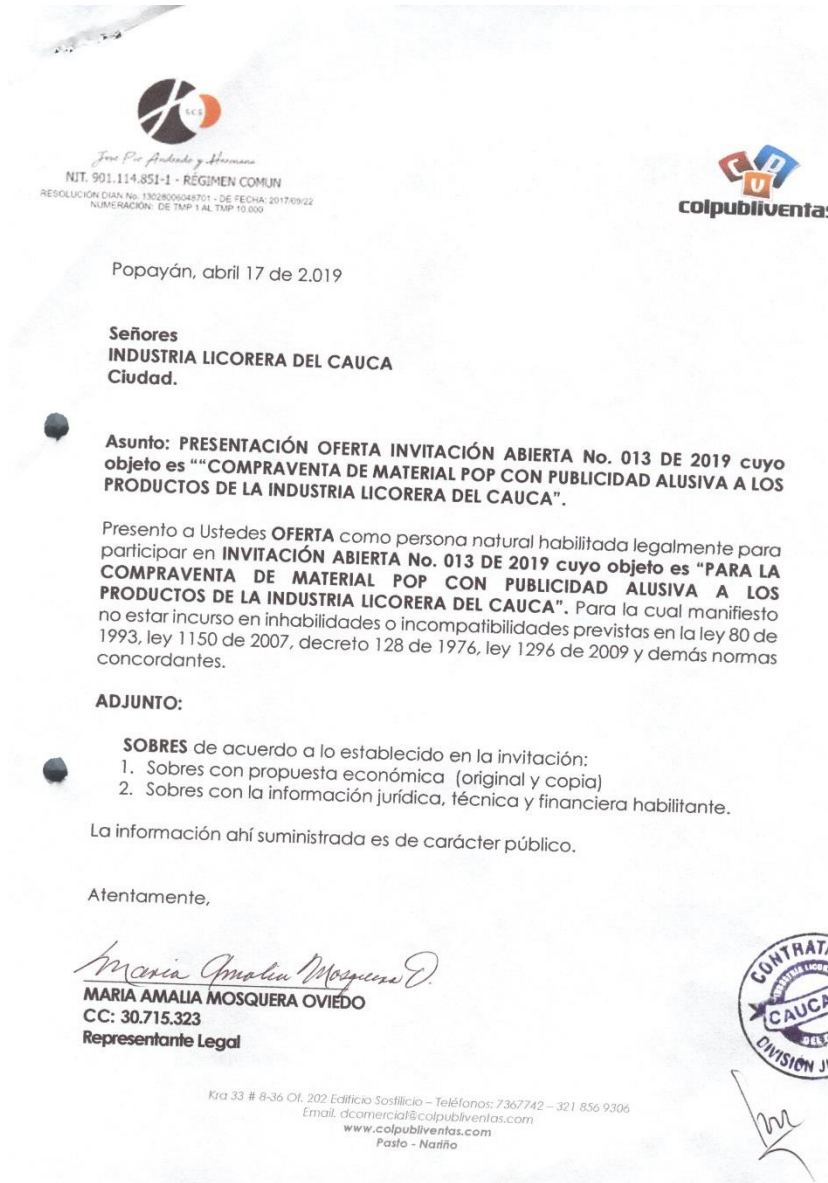 SCS
Jose Pio Andrade y Hermano
NIT. 901.114.851-1 - RÉGIMEN COMUN
RESOLUCIÓN DIAN No. 13028006048701 - DE FECHA: 2017/09/22
NUMERACIÓN: DE TMP 1 AL TMP 10.000
CPV
colpubliventas
Popayán, abril 17 de 2.019
Señores
INDUSTRIA LICORERA DEL CAUCA
Ciudad.
Asunto: PRESENTACIÓN OFERTA INVITACIÓN ABIERTA No. 013 DE 2019 cuyo
objeto es ““COMPRAVENTA DE MATERIAL POP CON PUBLICIDAD ALUSIVA A LOS
PRODUCTOS DE LA INDUSTRIA LICORERA DEL CAUCA”.
Presento a Ustedes OFERTA como persona natural habilitada legalmente para
participar en INVITACIÓN ABIERTA No. 013 DE 2019 cuyo objeto es “PARA LA
COMPRAVENTA DE MATERIAL POP CON PUBLICIDAD ALUSIVA A LOS
PRODUCTOS DE LA INDUSTRIA LICORERA DEL CAUCA”. Para la cual manifiesto
no estar incurso en inhabilidades o incompatibilidades previstas en la ley 80 de
1993, ley 1150 de 2007, decreto 128 de 1976, ley 1296 de 2009 y demás normas
concordantes.
ADJUNTO:
SOBRES de acuerdo a lo establecido en la invitación:
1. Sobres con propuesta económica (original y copia)
2. Sobres con la información jurídica, técnica y financiera habilitante.
La información ahí suministrada es de carácter público.
Atentamente,
Maria Amalia Mosquera O.
MARIA AMALIA MOSQUERA OVIEDO
CC: 30.715.323
Representante Legal
CONTRATA
INDUSTRIA LICOR
CAUCA
DEL
DIVISIÓN J
Kra 33 # 8-36 Of. 202 Edificio Sosfilicio – Teléfonos: 7367742 – 321 856 9306
Email. dcomercial@colpubliventas.com
www.colpubliventas.com
Pasto - Nariño